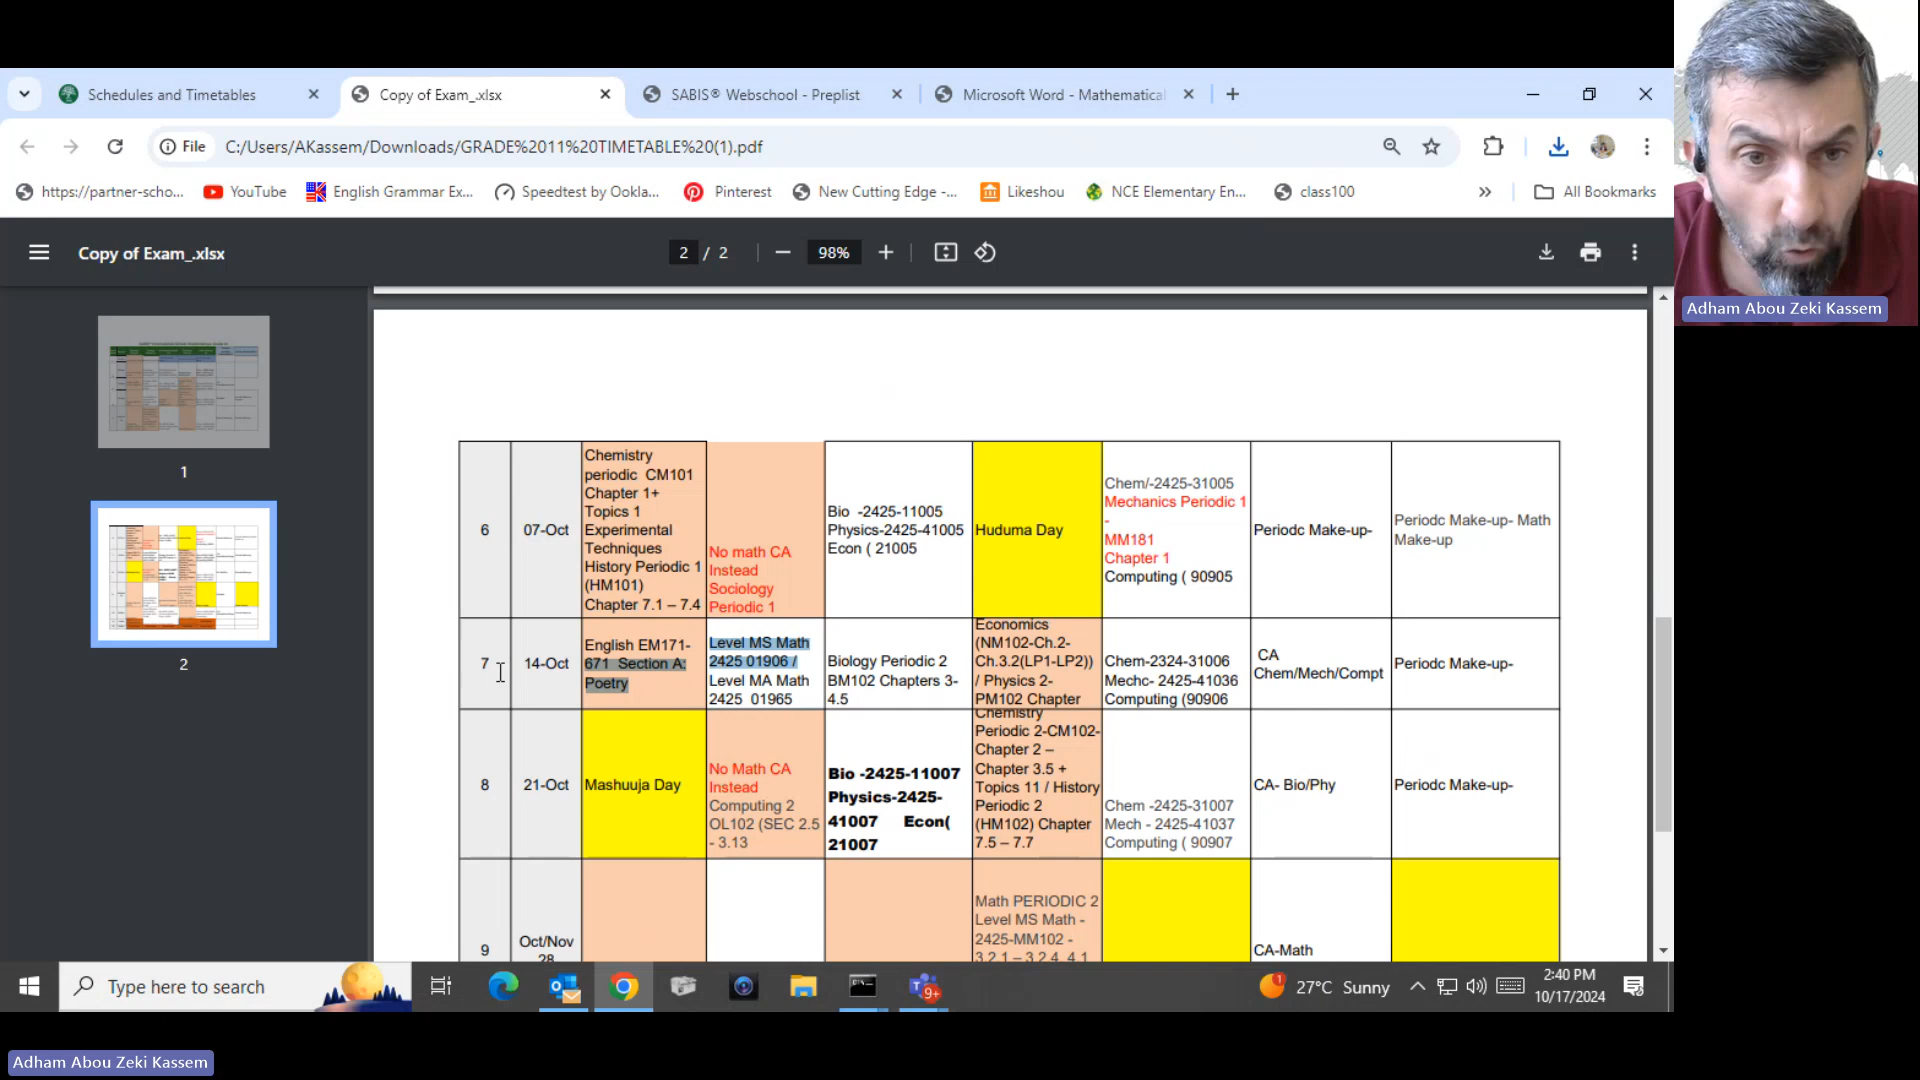 Schedules and Timetables
Copy of Exam_.xlsx
SABIS® Webschool - Preplist
Microsoft Word - Mathematical
File
C:/Users/AKassem/Downloads/GRADE%2011%20TIMETABLE%20(1).pdf
https://partner-scho...
YouTube
English Grammar Ex...
Speedtest by Ookla...
Pinterest
New Cutting Edge -...
Likeshou
NCE Elementary En...
class100
»
All Bookmarks
Copy of Exam_.xlsx
2 / 2
98%
1
2
6
07-Oct
Chemistry
periodic CM101
Chapter 1+
Topics 1
Experimental
Techniques
History Periodic 1
(HM101)
Chapter 7.1 – 7.4
No math CA
Instead
Sociology
Periodic 1
Bio -2425-11005
Physics-2425-41005
Econ ( 21005
Huduma Day
Chem/-2425-31005
Mechanics Periodic 1
-
MM181
Chapter 1
Computing ( 90905
Periodc Make-up-
Periodc Make-up- Math
Make-up
7
14-Oct
English EM171-
671 Section A:
Poetry
Level MS Math
2425 01906 /
Level MA Math
2425 01965
Biology Periodic 2
BM102 Chapters 3-
4.5
Economics
(NM102-Ch.2-
Ch.3.2(LP1-LP2))
/ Physics 2-
PM102 Chapter
Chem-2324-31006
Mechc- 2425-41036
Computing (90906
CA
Chem/Mech/Compt
Periodc Make-up-
8
21-Oct
Mashuuja Day
No Math CA
Instead
Computing 2
OL102 (SEC 2.5
- 3.13
Bio -2425-11007
Physics-2425-
41007 Econ(
21007
Chemistry
Periodic 2-CM102-
Chapter 2 –
Chapter 3.5 +
Topics 11 / History
Periodic 2
(HM102) Chapter
7.5 – 7.7
Chem -2425-31007
Mech - 2425-41037
Computing ( 90907
CA- Bio/Phy
Periodc Make-up-
9
Oct/Nov
28
Math PERIODIC 2
Level MS Math -
2425-MM102 -
3.2.1 – 3.2.4, 4.1
CA-Math
Type here to search
9+
1
27°C Sunny
2:40 PM
10/17/2024
Adham Abou Zeki Kassem
Adham Abou Zeki Kassem